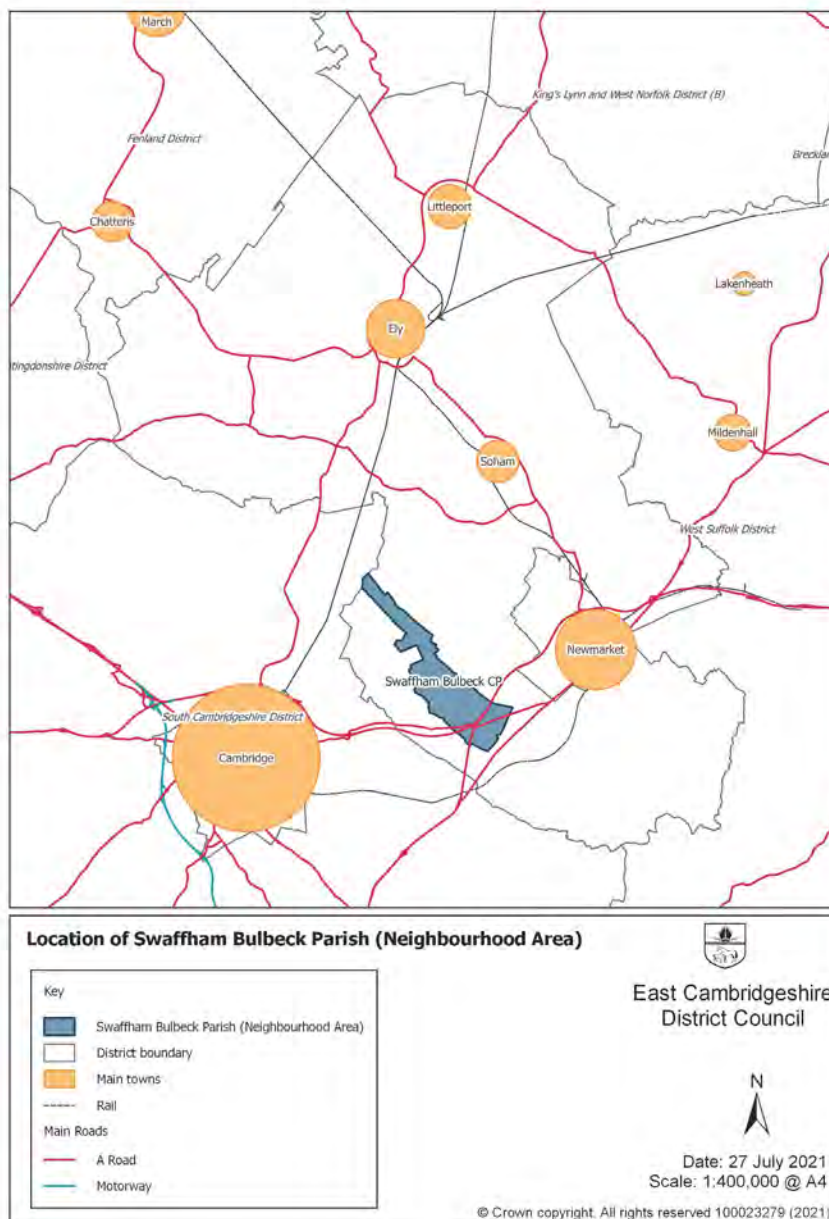 March
King's Lynn and West Norfolk District (B)
Fenland District
Breckla
Littleport
Chatteris
Lakenheath
Ely
tingdonshire District
Mildenhall
Soham
West Suffolk District
Newmarket
Swaffham Bulbeck CP
South Cambridgeshire District
Cambridge
Location of Swaffham Bulbeck Parish (Neighbourhood Area)
Key
Swaffham Bulbeck Parish (Neighbourhood Area)
District boundary
Main towns
Rail
Main Roads
A Road
Motorway
East Cambridgeshire
District Council
N
Date: 27 July 2021
Scale: 1:400,000 @ A4
© Crown copyright. All rights reserved 100023279 (2021)